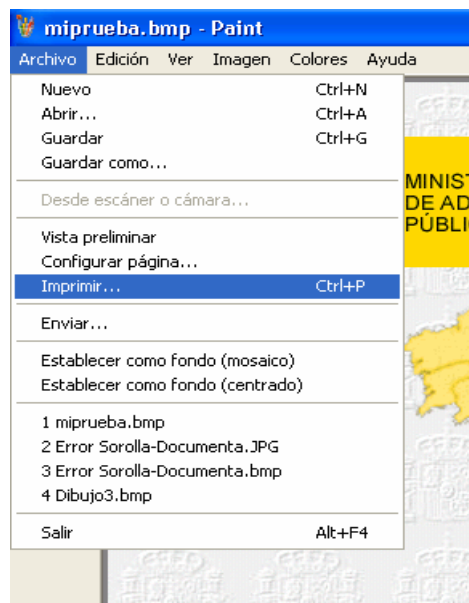 miprueba.bmp - Paint
Archivo Edición Ver Imagen Colores Ayuda
Nuevo Ctrl+N
Abrir... Ctrl+A
Guardar Ctrl+G
Guardar como...
Desde escáner o cámara...
Vista preliminar
Configurar página...
Imprimir... Ctrl+P
Enviar...
Establecer como fondo (mosaico)
Establecer como fondo (centrado)
1 miprueba.bmp
2 Error Sorolla-Documenta.JPG
3 Error Sorolla-Documenta.bmp
4 Dibujo3.bmp
Salir Alt+F4
MINIS
DE AD
PÚBLI